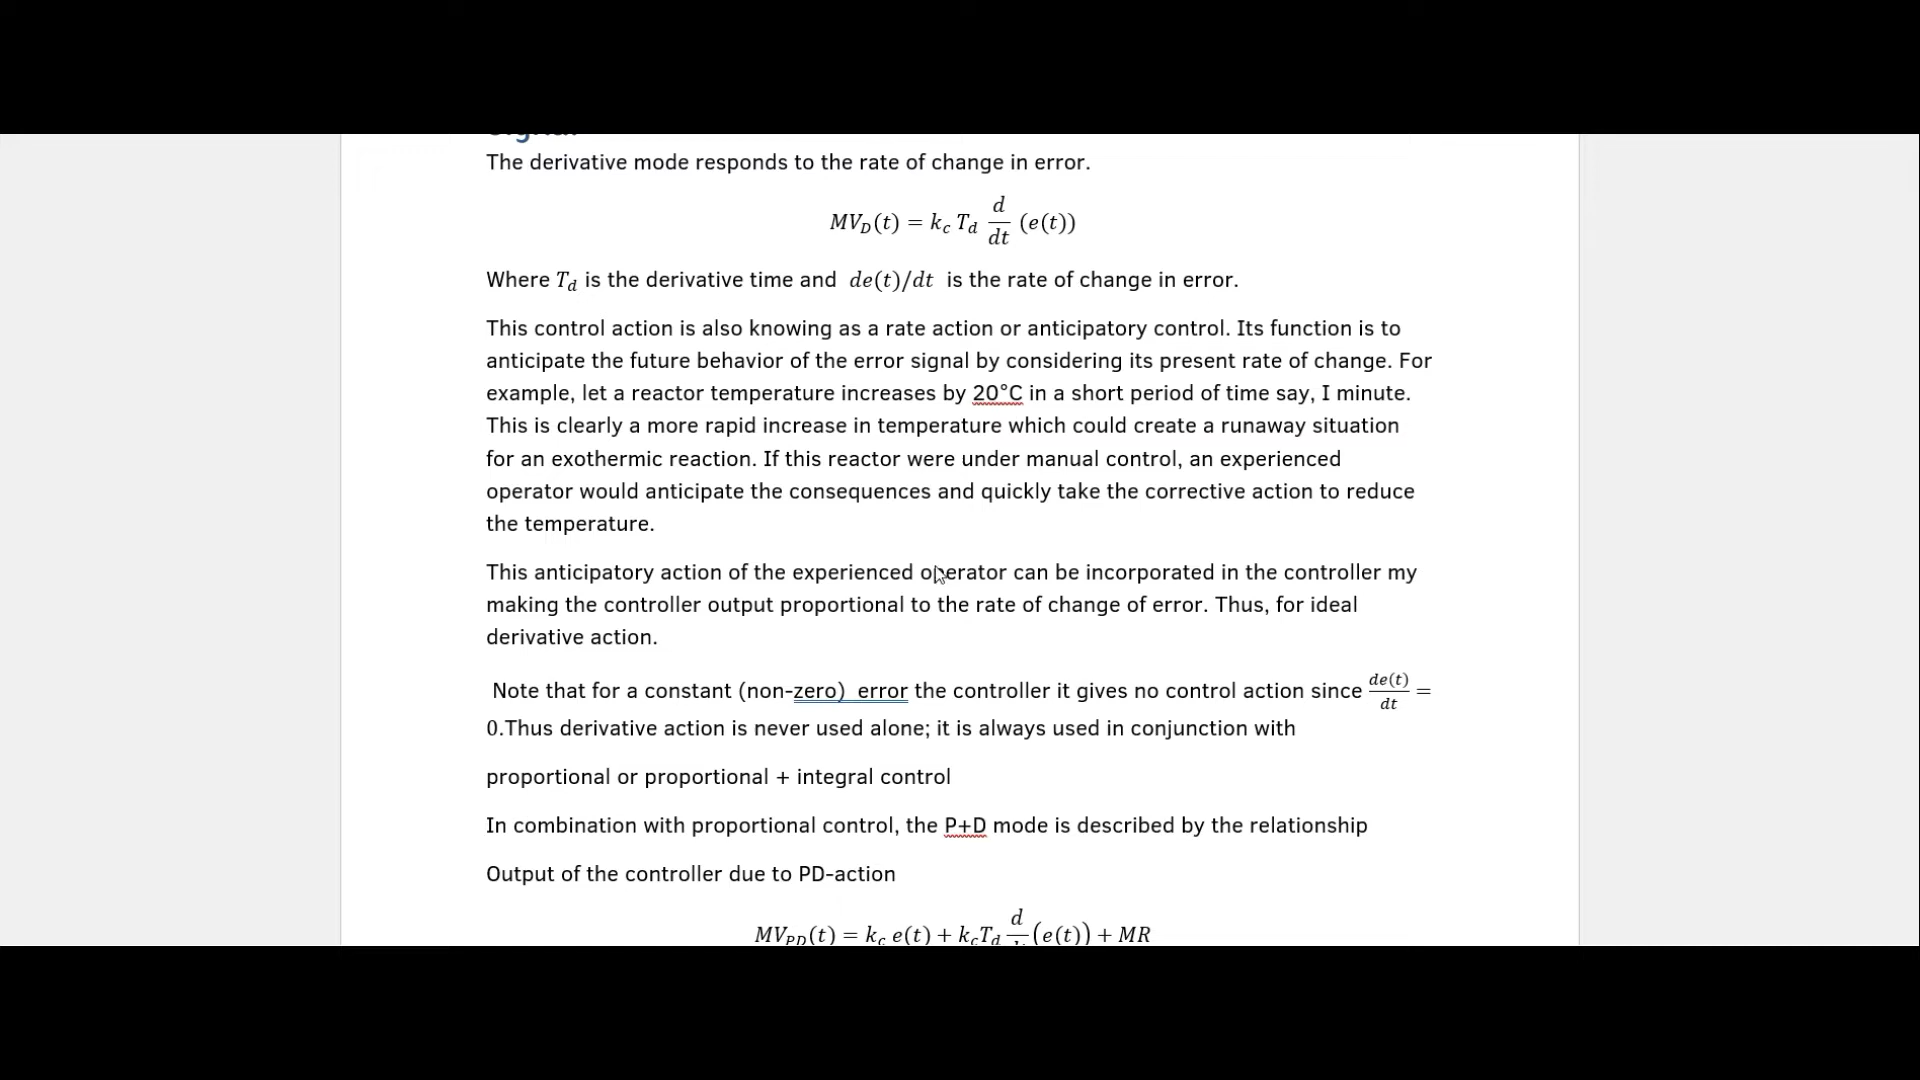 Signal
The derivative mode responds to the rate of change in error.
MV_D(t) = k_c T_d d/dt (e(t))
Where T_d is the derivative time and de(t)/dt is the rate of change in error.
This control action is also knowing as a rate action or anticipatory control. Its function is to
anticipate the future behavior of the error signal by considering its present rate of change. For
example, let a reactor temperature increases by 20°C in a short period of time say, I minute.
This is clearly a more rapid increase in temperature which could create a runaway situation
for an exothermic reaction. If this reactor were under manual control, an experienced
operator would anticipate the consequences and quickly take the corrective action to reduce
the temperature.
This anticipatory action of the experienced operator can be incorporated in the controller my
making the controller output proportional to the rate of change of error. Thus, for ideal
derivative action.
Note that for a constant (non-zero) error the controller it gives no control action since de(t)/dt =
0.Thus derivative action is never used alone; it is always used in conjunction with
proportional or proportional + integral control
In combination with proportional control, the P+D mode is described by the relationship
Output of the controller due to PD-action
MV_PD(t) = k_c e(t) + k_c T_d d/dt (e(t)) + MR